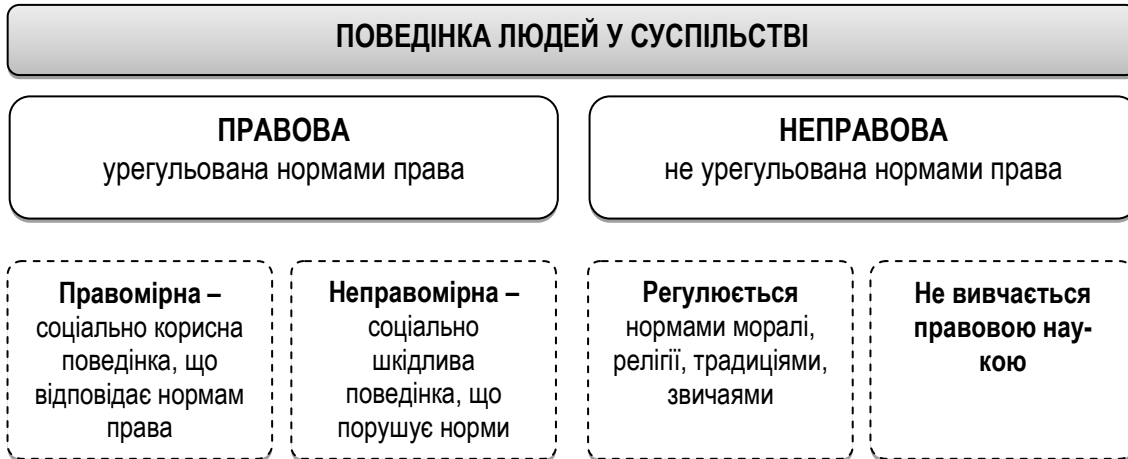 ПОВЕДІНКА ЛЮДЕЙ У СУСПІЛЬСТВІ
ПРАВОВА
урегульована нормами права
НЕПРАВОВА
не урегульована нормами права
Правомірна –
соціально корисна
поведінка, що
відповідає нормам
права
Неправомірна –
соціально
шкідлива
поведінка, що
порушує норми
Регулюється
нормами моралі,
релігії, традиціями,
звичаями
Не вивчається
правовою нау-
кою